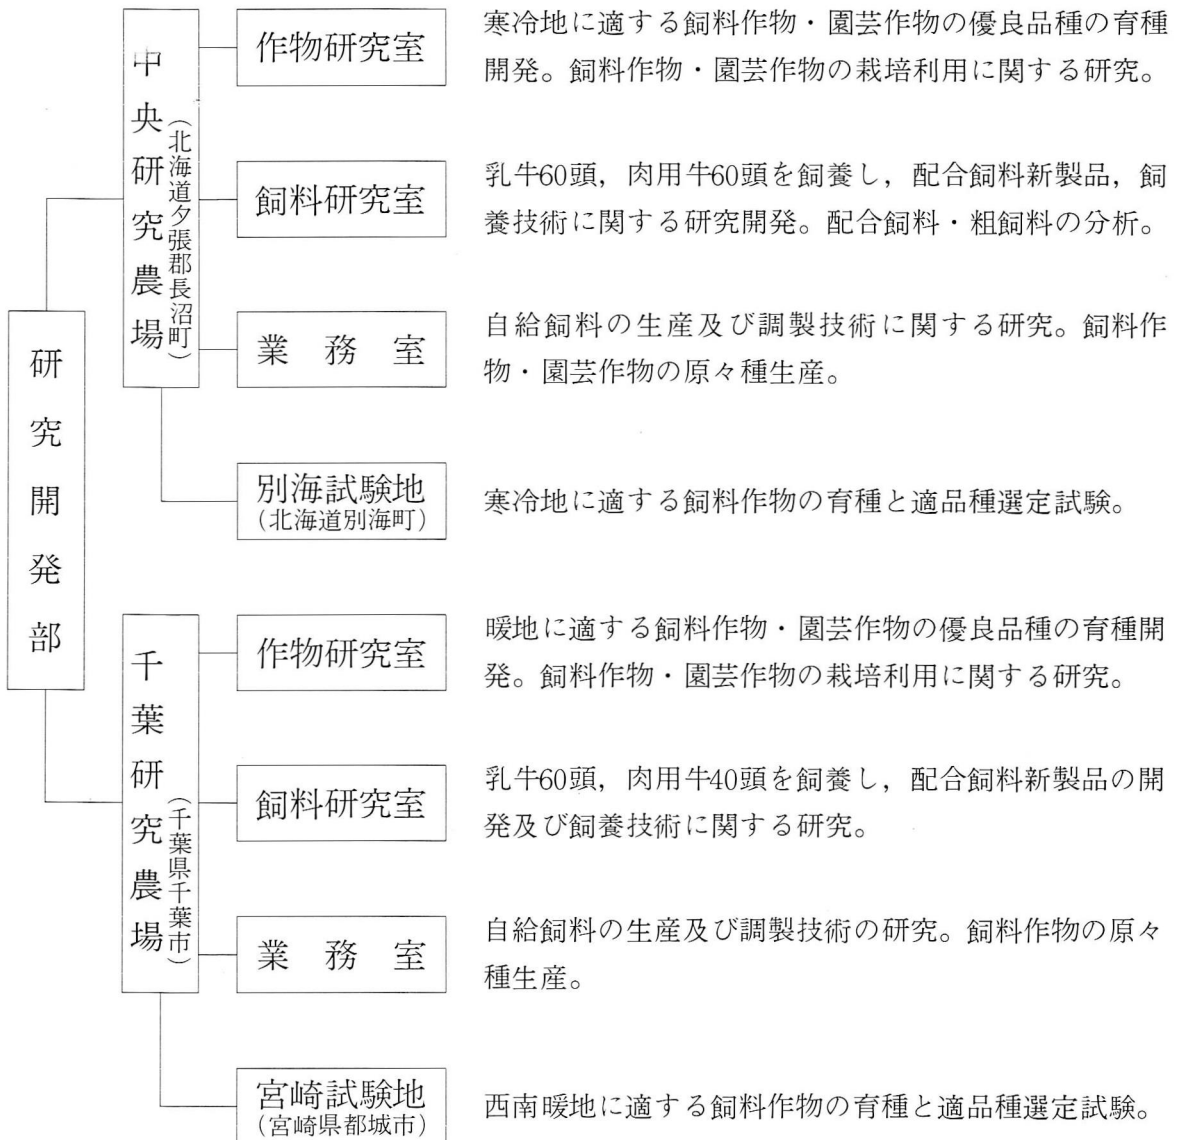 研究開発部
中央研究農場
(北海道夕張郡長沼町)
作物研究室
寒冷地に適する飼料作物・園芸作物の優良品種の育種
開発。飼料作物・園芸作物の栽培利用に関する研究。
飼料研究室
乳牛60頭，肉用牛60頭を飼養し，配合飼料新製品，飼
養技術に関する研究開発。配合飼料・粗飼料の分析。
業務室
自給飼料の生産及び調製技術に関する研究。飼料作
物・園芸作物の原々種生産。
別海試験地
(北海道別海町)
寒冷地に適する飼料作物の育種と適品種選定試験。
千葉研究農場
(千葉県千葉市)
作物研究室
暖地に適する飼料作物・園芸作物の優良品種の育種開
発。飼料作物・園芸作物の栽培利用に関する研究。
飼料研究室
乳牛60頭，肉用牛40頭を飼養し，配合飼料新製品の開
発及び飼養技術に関する研究。
業務室
自給飼料の生産及び調製技術の研究。飼料作物の原々
種生産。
宮崎試験地
(宮崎県都城市)
西南暖地に適する飼料作物の育種と適品種選定試験。